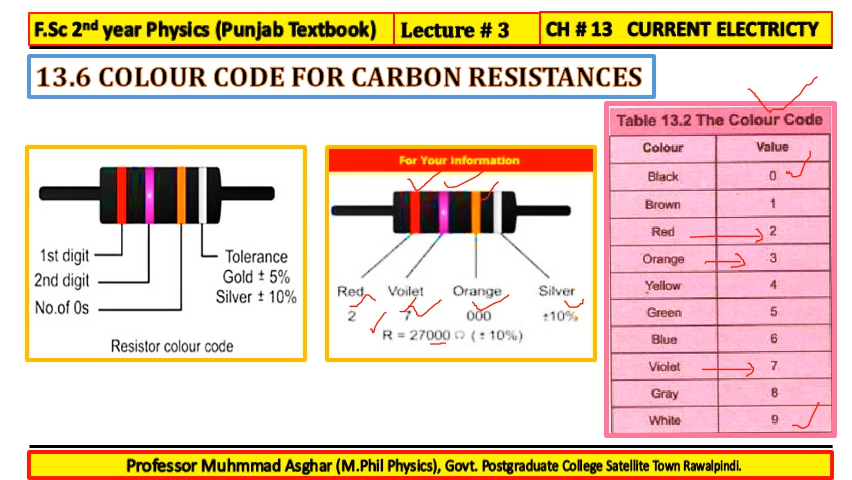 F.Sc 2nd year Physics (Punjab Textbook) Lecture # 3 CH # 13 CURRENT ELECTRICTY
13.6 COLOUR CODE FOR CARBON RESISTANCES
1st digit
2nd digit
No.of 0s
Tolerance
Gold ± 5%
Silver ± 10%
Resistor colour code
For Your Information
Red Voilet Orange Silver
2 7 000 ±10%
R = 27000 Ω (± 10%)
Table 13.2 The Colour Code
Colour Value
Black 0
Brown 1
Red 2
Orange 3
Yellow 4
Green 5
Blue 6
Violet 7
Gray 8
White 9
Professor Muhmmad Asghar (M.Phil Physics), Govt. Postgraduate College Satellite Town Rawalpindi.